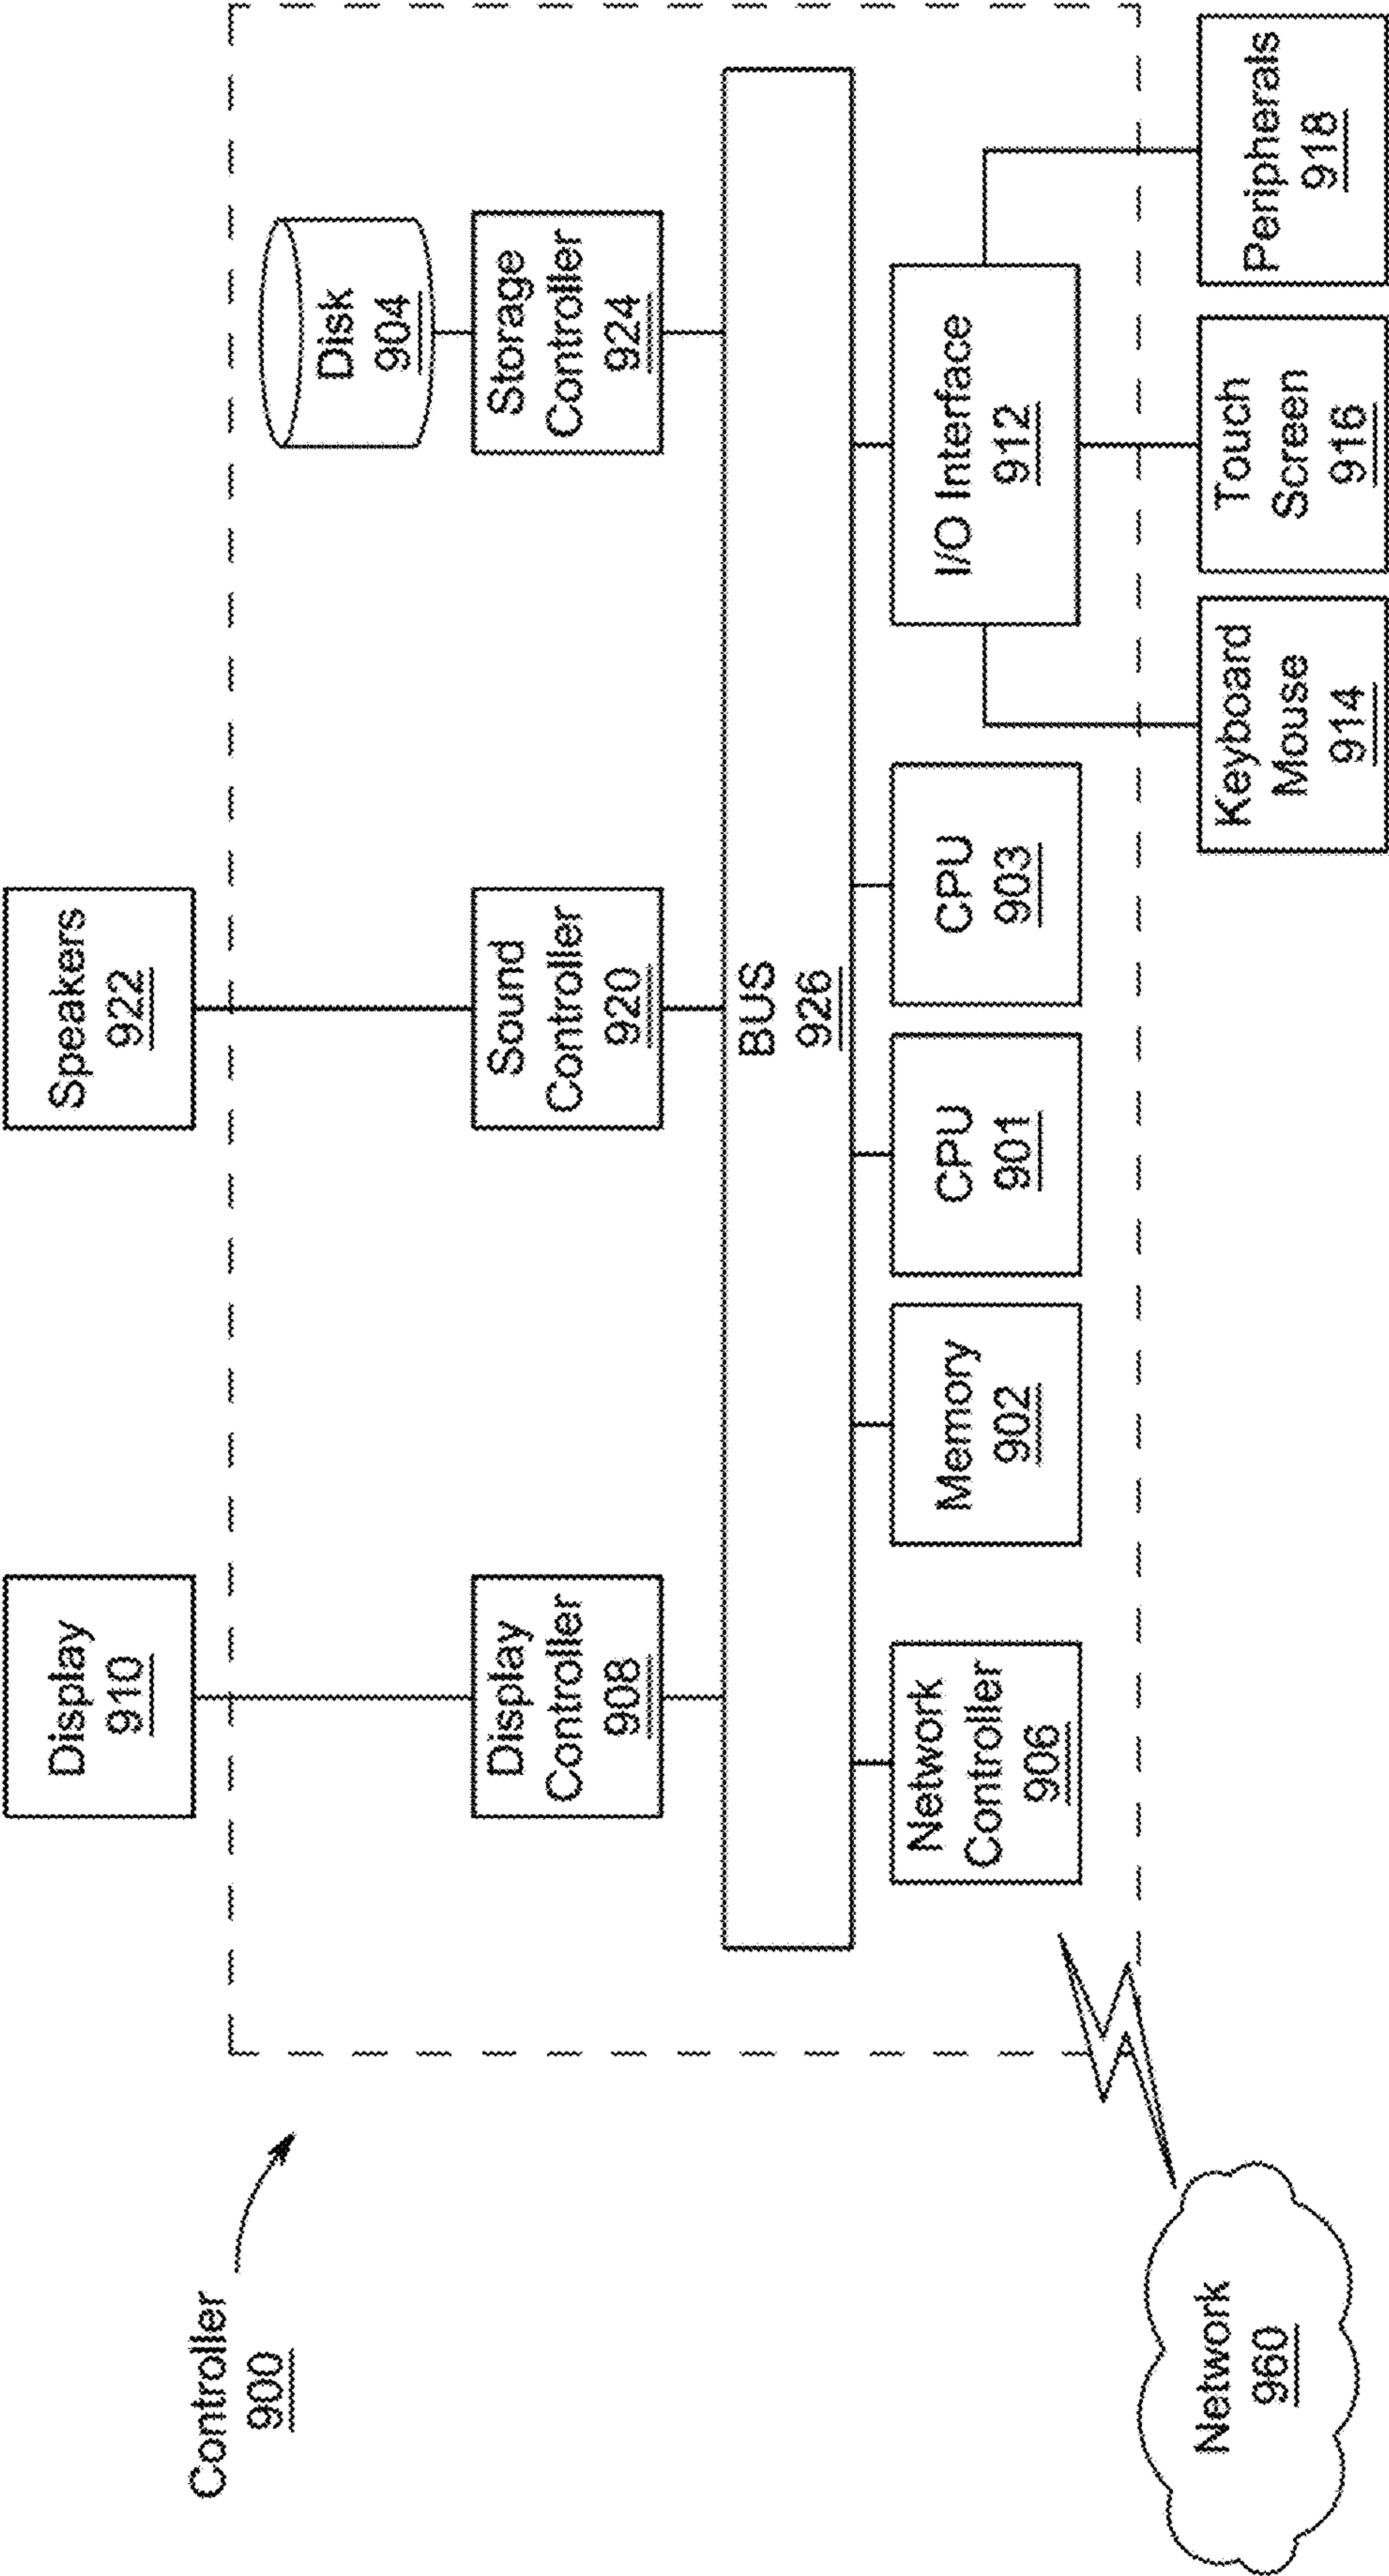 Controller
900
Display
910
Speakers
922
Disk
904
Display
Controller
908
Sound
Controller
920
Storage
Controller
924
BUS
926
Network
Controller
906
Memory
902
CPU
901
CPU
903
I/O Interface
912
Network
960
Keyboard
Mouse
914
Touch
Screen
916
Peripherals
918